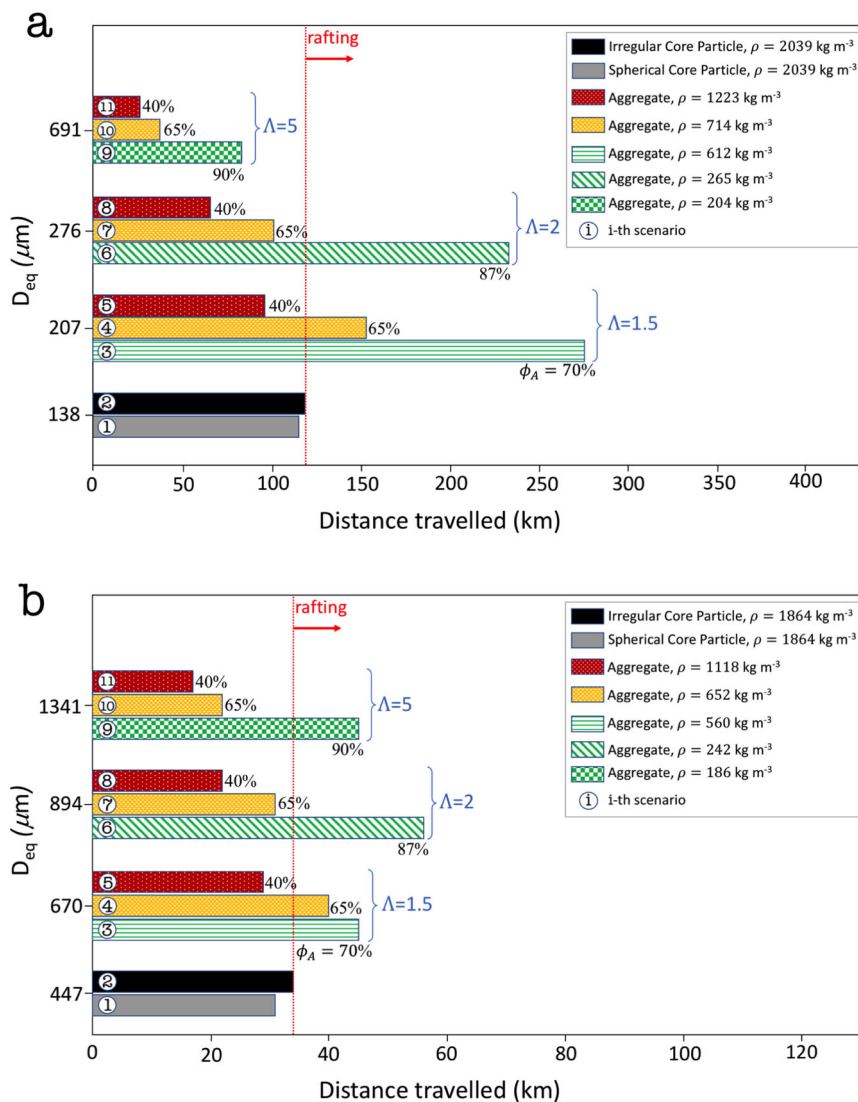 a
rafting
Irregular Core Particle, ρ = 2039 kg m⁻³
Spherical Core Particle, ρ = 2039 kg m⁻³
Aggregate, ρ = 1223 kg m⁻³
Aggregate, ρ = 714 kg m⁻³
Aggregate, ρ = 612 kg m⁻³
Aggregate, ρ = 265 kg m⁻³
Aggregate, ρ = 204 kg m⁻³
i i-th scenario
D_eq (μm)
691
11 40%
10 65%
9
90%
Λ=5
276
8 40%
7 65%
6
87%
Λ=2
207
5 40%
4 65%
3
ϕ_A = 70%
Λ=1.5
138
2
1
0 50 100 150 200 250 300 350 400
Distance travelled (km)
b
rafting
Irregular Core Particle, ρ = 1864 kg m⁻³
Spherical Core Particle, ρ = 1864 kg m⁻³
Aggregate, ρ = 1118 kg m⁻³
Aggregate, ρ = 652 kg m⁻³
Aggregate, ρ = 560 kg m⁻³
Aggregate, ρ = 242 kg m⁻³
Aggregate, ρ = 186 kg m⁻³
i i-th scenario
D_eq (μm)
1341
11 40%
10 65%
9
90%
Λ=5
894
8 40%
7 65%
6
87%
Λ=2
670
5 40%
4 65%
3
ϕ_A = 70%
Λ=1.5
447
2
1
0 20 40 60 80 100 120
Distance travelled (km)